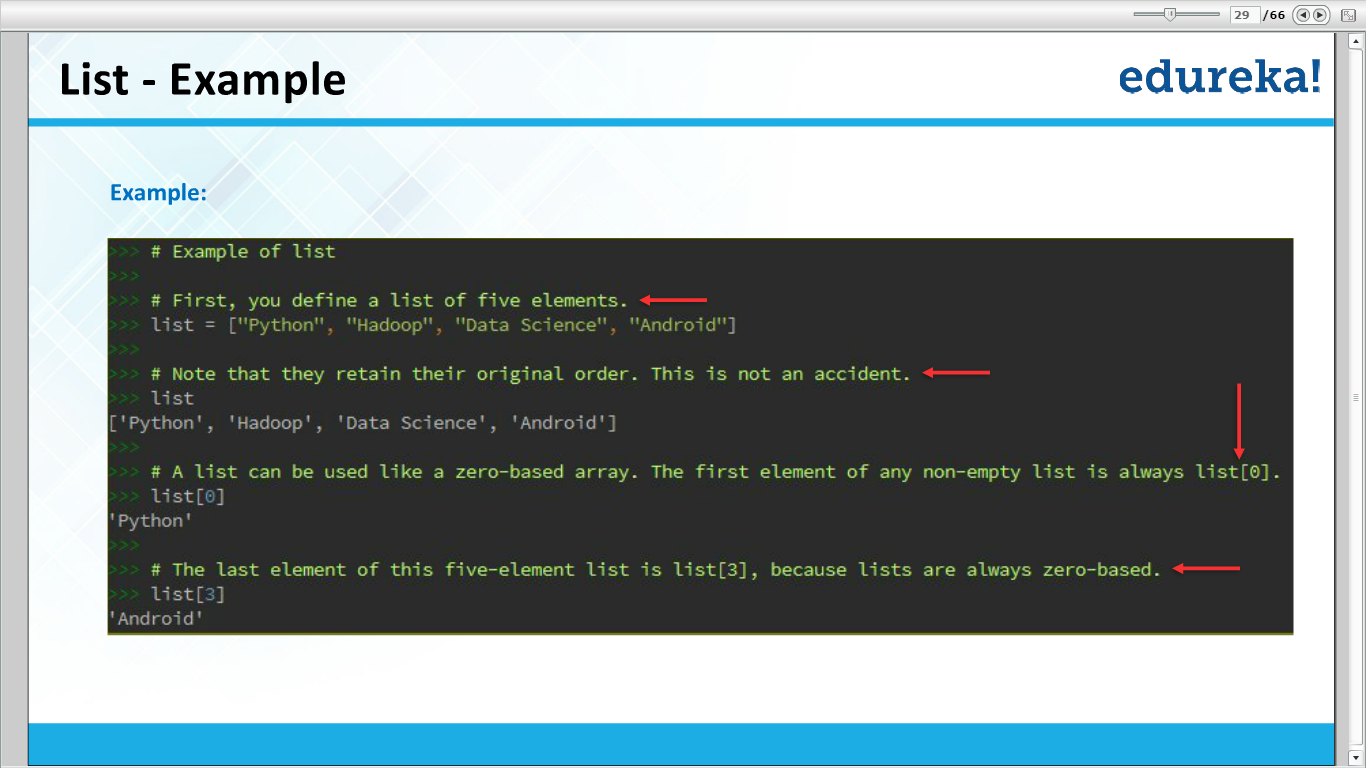 29 /66
List - Example
edureka!
Example:
>>> # Example of list
>>>
>>> # First, you define a list of five elements.
>>> list = ["Python", "Hadoop", "Data Science", "Android"]
>>>
>>> # Note that they retain their original order. This is not an accident.
>>> list
['Python', 'Hadoop', 'Data Science', 'Android']
>>>
>>> # A list can be used like a zero-based array. The first element of any non-empty list is always list[0].
>>> list[0]
'Python'
>>>
>>> # The last element of this five-element list is list[3], because lists are always zero-based.
>>> list[3]
'Android'